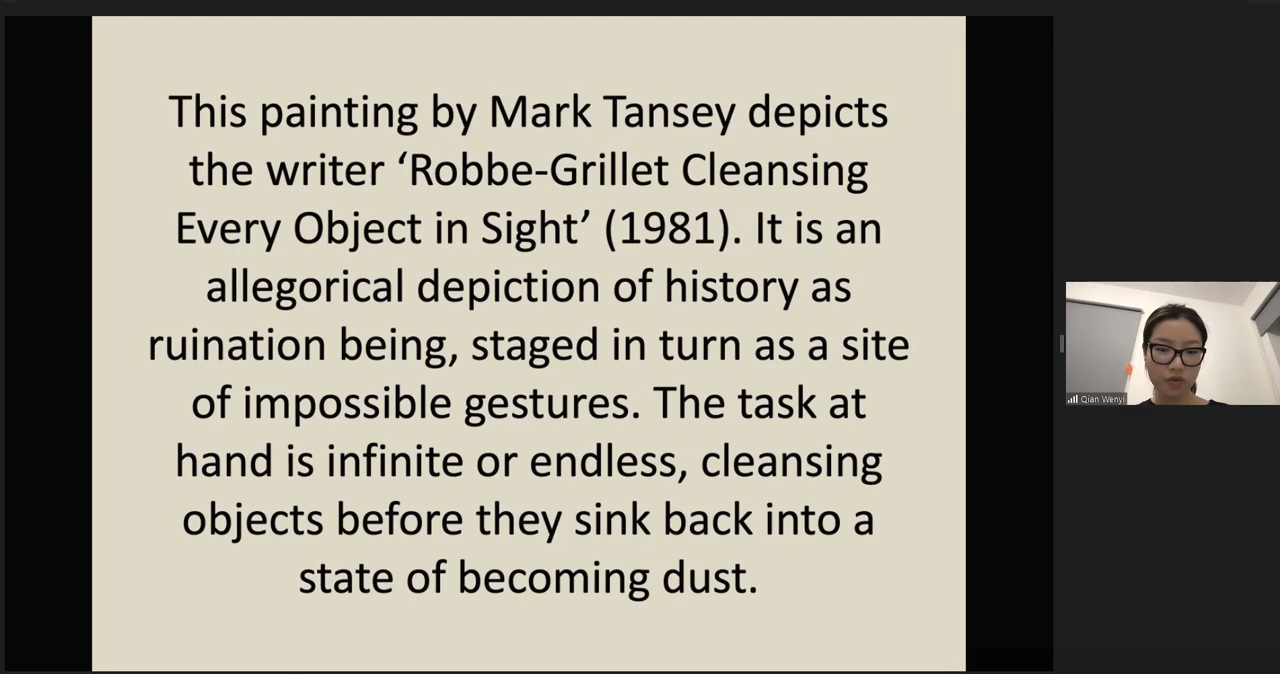 This painting by Mark Tansey depicts
the writer ‘Robbe-Grillet Cleansing
Every Object in Sight’ (1981). It is an
allegorical depiction of history as
ruination being, staged in turn as a site
of impossible gestures. The task at
hand is infinite or endless, cleansing
objects before they sink back into a
state of becoming dust.
Qian Wenyi